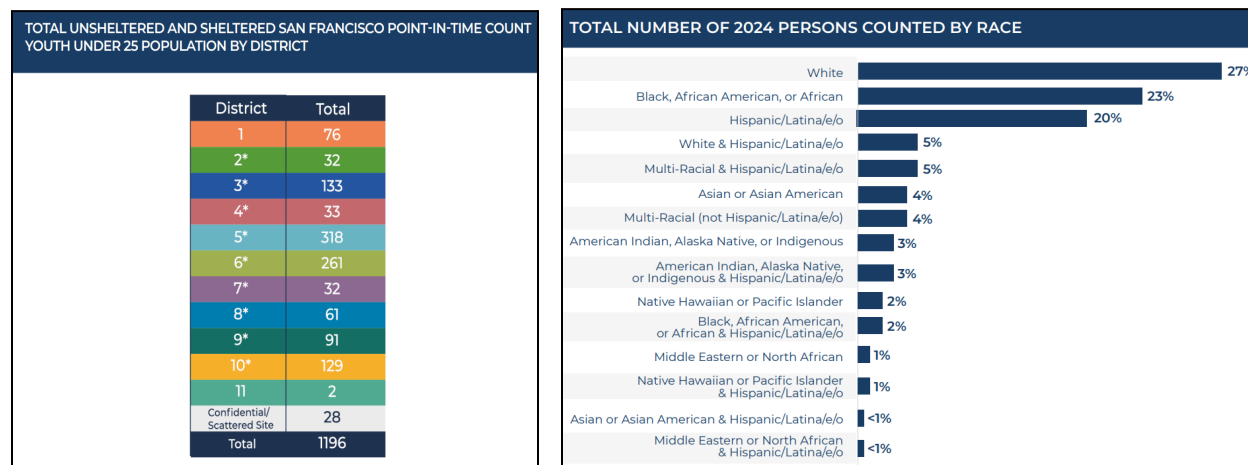 TOTAL UNSHELTERED AND SHELTERED SAN FRANCISCO POINT-IN-TIME COUNT
YOUTH UNDER 25 POPULATION BY DISTRICT
District Total
1 76
2* 32
3* 133
4* 33
5* 318
6* 261
7* 32
8* 61
9* 91
10* 129
11 2
Confidential/
Scattered Site 28
Total 1196
TOTAL NUMBER OF 2024 PERSONS COUNTED BY RACE
White 27%
Black, African American, or African 23%
Hispanic/Latina/e/o 20%
White & Hispanic/Latina/e/o 5%
Multi-Racial & Hispanic/Latina/e/o 5%
Asian or Asian American 4%
Multi-Racial (not Hispanic/Latina/e/o) 4%
American Indian, Alaska Native, or Indigenous 3%
American Indian, Alaska Native,
or Indigenous & Hispanic/Latina/e/o 3%
Native Hawaiian or Pacific Islander 2%
Black, African American,
or African & Hispanic/Latina/e/o 2%
Middle Eastern or North African 1%
Native Hawaiian or Pacific Islander
& Hispanic/Latina/e/o 1%
Asian or Asian American & Hispanic/Latina/e/o <1%
Middle Eastern or North African
& Hispanic/Latina/e/o <1%